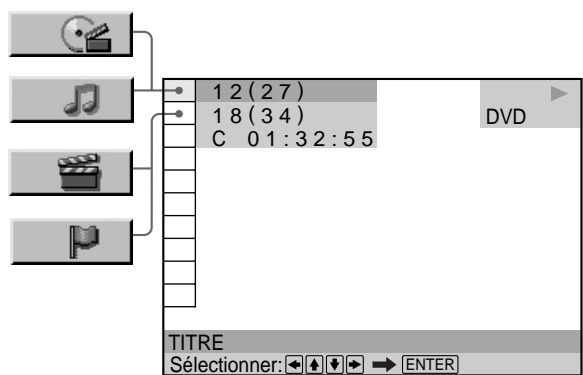 12(27)
18(34)
C 01:32:55
DVD
TITRE
Sélectionner: ENTER